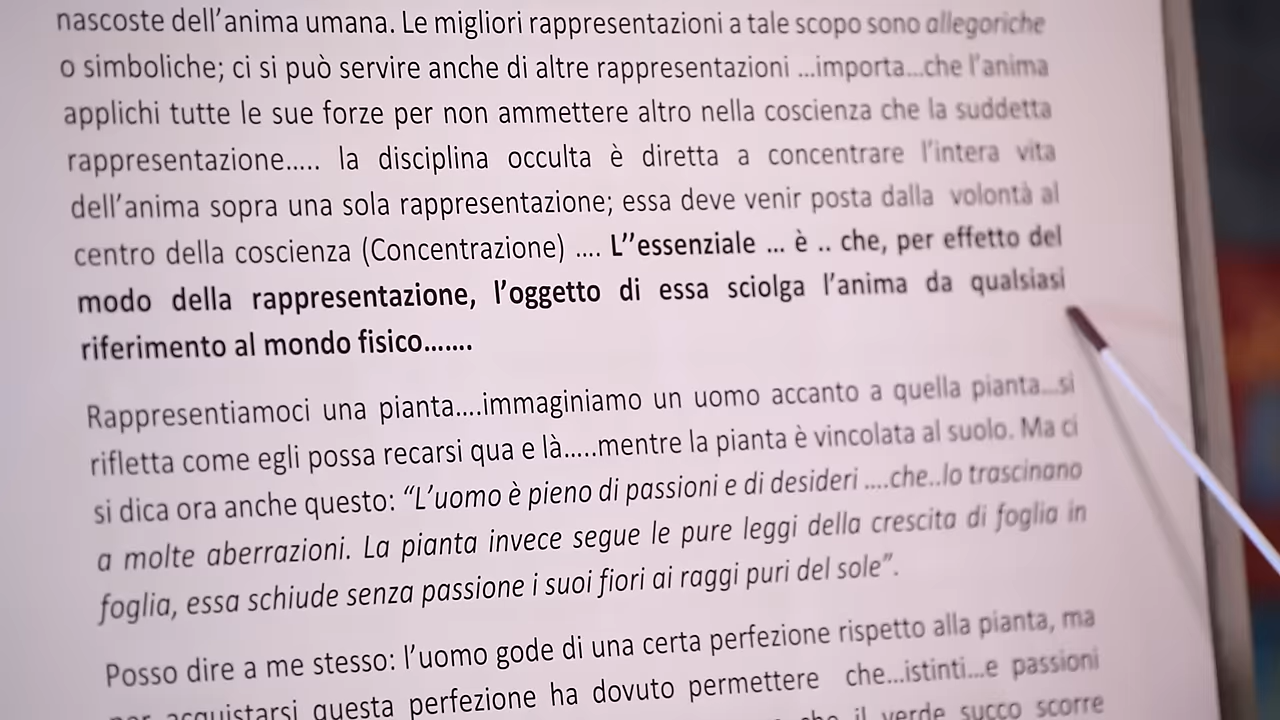 nascoste dell'anima umana. Le migliori rappresentazioni a tale scopo sono allegoriche
o simboliche; ci si può servire anche di altre rappresentazioni ...importa...che l'anima
applichi tutte le sue forze per non ammettere altro nella coscienza che la suddetta
rappresentazione..... la disciplina occulta è diretta a concentrare l'intera vita
dell'anima sopra una sola rappresentazione; essa deve venir posta dalla volontà al
centro della coscienza (Concentrazione) .... L''essenziale ... è .. che, per effetto del
modo della rappresentazione, l'oggetto di essa sciolga l'anima da qualsiasi
riferimento al mondo fisico.......
Rappresentiamoci una pianta....immaginiamo un uomo accanto a quella pianta...si
rifletta come egli possa recarsi qua e là.....mentre la pianta è vincolata al suolo. Ma ci
si dica ora anche questo: "L'uomo è pieno di passioni e di desideri ....che..lo trascinano
a molte aberrazioni. La pianta invece segue le pure leggi della crescita di foglia in
foglia, essa schiude senza passione i suoi fiori ai raggi puri del sole".
Posso dire a me stesso: l'uomo gode di una certa perfezione rispetto alla pianta, ma
per acquistarsi questa perfezione ha dovuto permettere che...istinti...e passioni
che il verde succo scorre